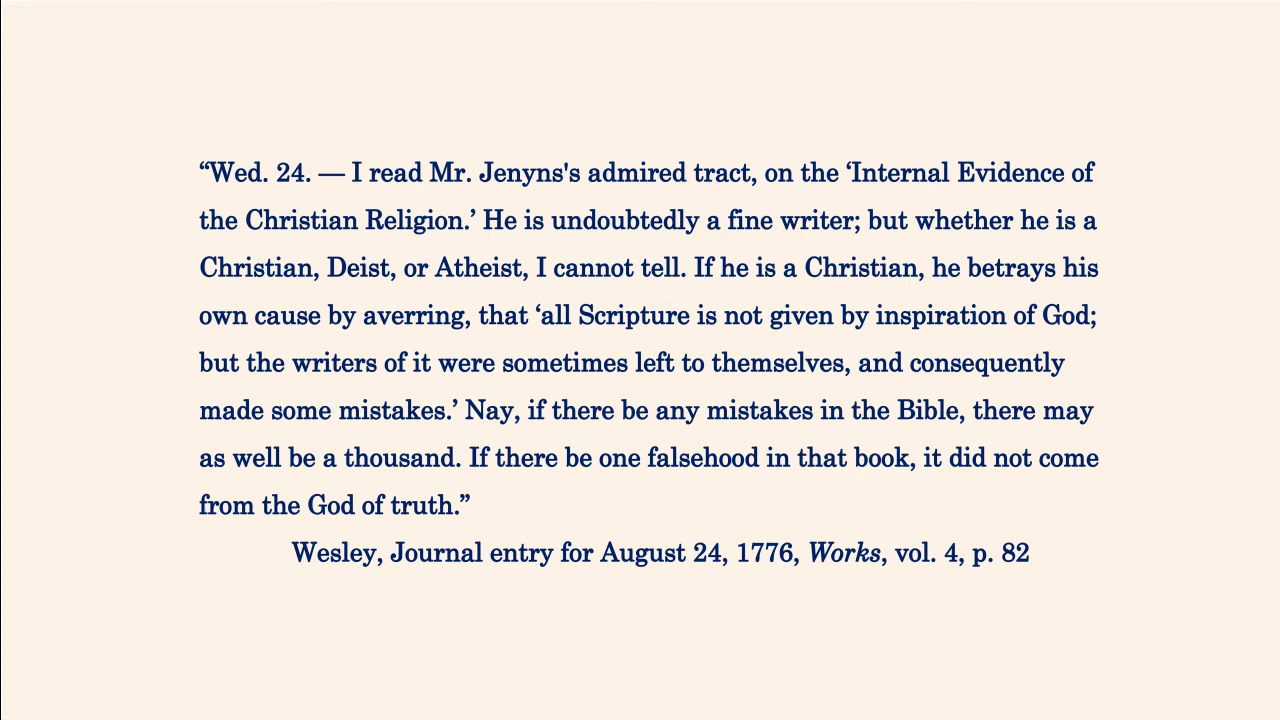 “Wed. 24. — I read Mr. Jenyns's admired tract, on the ‘Internal Evidence of
the Christian Religion.’ He is undoubtedly a fine writer; but whether he is a
Christian, Deist, or Atheist, I cannot tell. If he is a Christian, he betrays his
own cause by averring, that ‘all Scripture is not given by inspiration of God;
but the writers of it were sometimes left to themselves, and consequently
made some mistakes.’ Nay, if there be any mistakes in the Bible, there may
as well be a thousand. If there be one falsehood in that book, it did not come
from the God of truth.”
Wesley, Journal entry for August 24, 1776, Works, vol. 4, p. 82